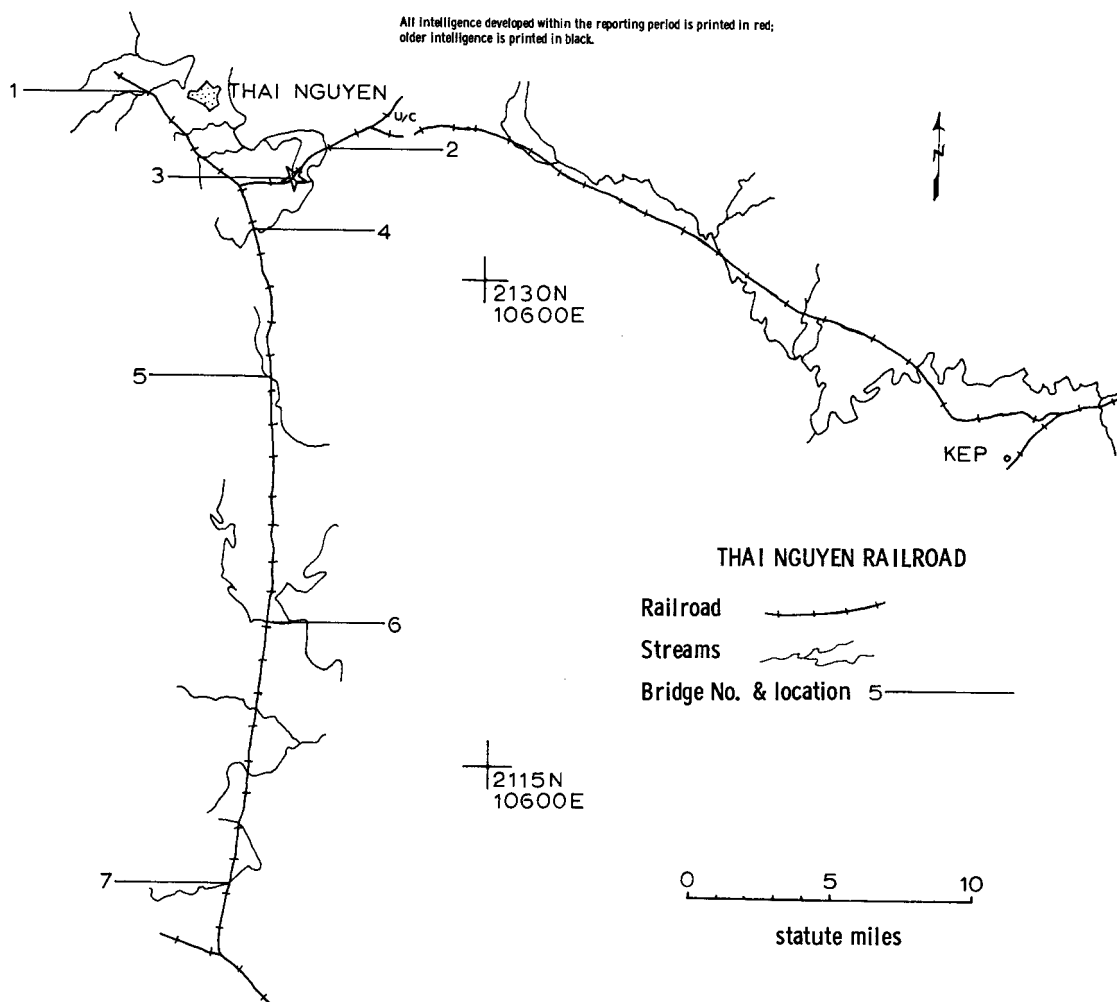 All intelligence developed within the reporting period is printed in red;
older intelligence is printed in black.
1
THAI NGUYEN
u/c
2
3
N
4
2130N
10600E
5
KEP
THAI NGUYEN RAILROAD
Railroad
Streams
6
Bridge No. & location 5
2115N
10600E
7
0 5 10
statute miles